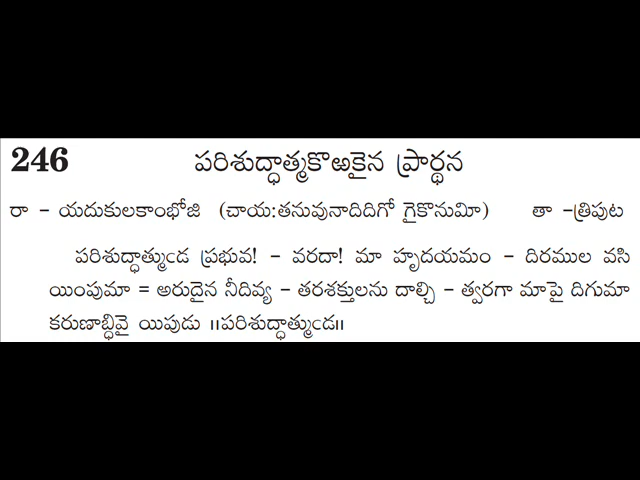 246 పరిశుద్ధాత్మకొఱకైన ప్రార్థన
రా - యదుకులకాంభోజి (చాయ:తనువునాదిదిగో గైకొనుమీ) తా -త్రిపుట
పరిశుద్ధాత్ముఁడ ప్రభువ! - వరదా! మా హృదయమం - దిరముల వసి
యింపుమా = అరుదైన నీదివ్య - తరశక్తులను దాల్చి - త్వరగా మాపై దిగుమా
కరుణాబ్ధివై యిపుడు ॥పరిశుద్ధాత్ముఁడ॥